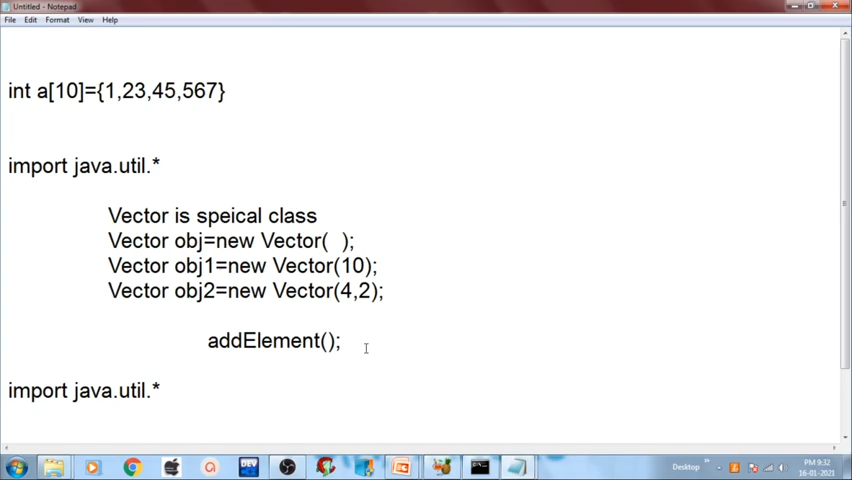 Untitled - Notepad
File Edit Format View Help
int a[10]={1,23,45,567}
import java.util.*
Vector is speical class
Vector obj=new Vector(  );
Vector obj1=new Vector(10);
Vector obj2=new Vector(4,2);
addElement();
import java.util.*
DEV
Desktop
PM 9:32
16-01-2021